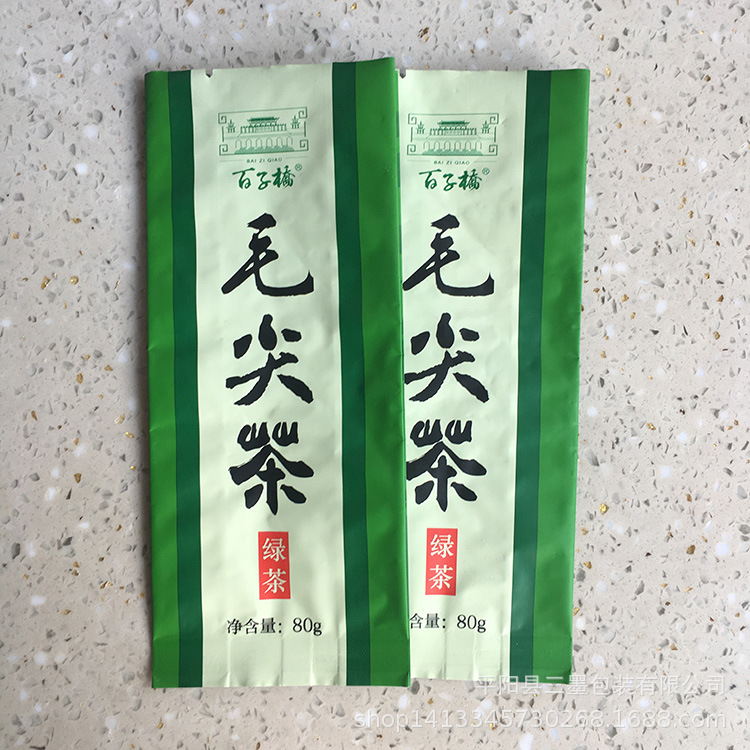 BAI ZI QIAO
百子橋®
毛尖茶
绿茶
净含量：80g
BAI ZI QIAO
百子橋®
毛尖茶
绿茶
含量：80g
平阳县三墨包装有限公司
shop1413345730268.1688.com